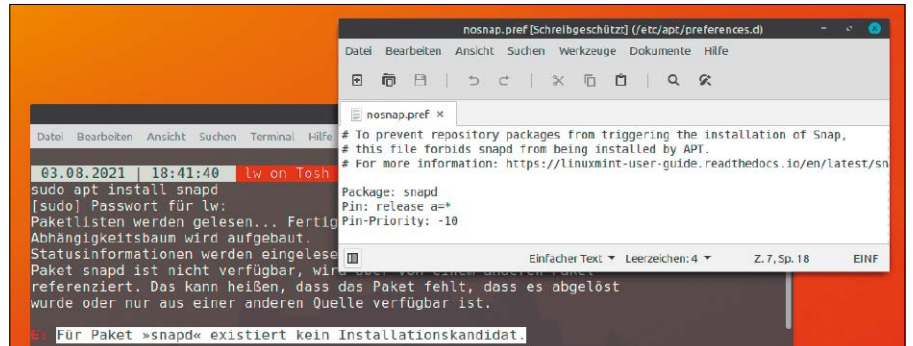 nosnap.pref [Schreibgeschützt] (/etc/apt/preferences.d)
Datei Bearbeiten Ansicht Suchen Werkzeuge Dokumente Hilfe
nosnap.pref
# To prevent repository packages from triggering the installation of Snap,
# this file forbids snapd from being installed by APT.
# For more information: https://linuxmint-user-guide.readthedocs.io/en/latest/sn
Package: snapd
Pin: release a=*
Pin-Priority: -10
Einfacher Text Leerzeichen: 4 Z. 7, Sp. 18 EINF
Datei Bearbeiten Ansicht Suchen Terminal Hilfe
03.08.2021 | 18:41:40 lw on Tosh
sudo apt install snapd
[sudo] Passwort für lw:
Paketlisten werden gelesen... Fertig
Abhängigkeitsbaum wird aufgebaut.
Statusinformationen werden eingelese
Paket snapd ist nicht verfügbar, wird aber von einem anderen Paket
referenziert. Das kann heißen, dass das Paket fehlt, dass es abgelöst
wurde oder nur aus einer anderen Quelle verfügbar ist.
E: Für Paket »snapd« existiert kein Installationskandidat.